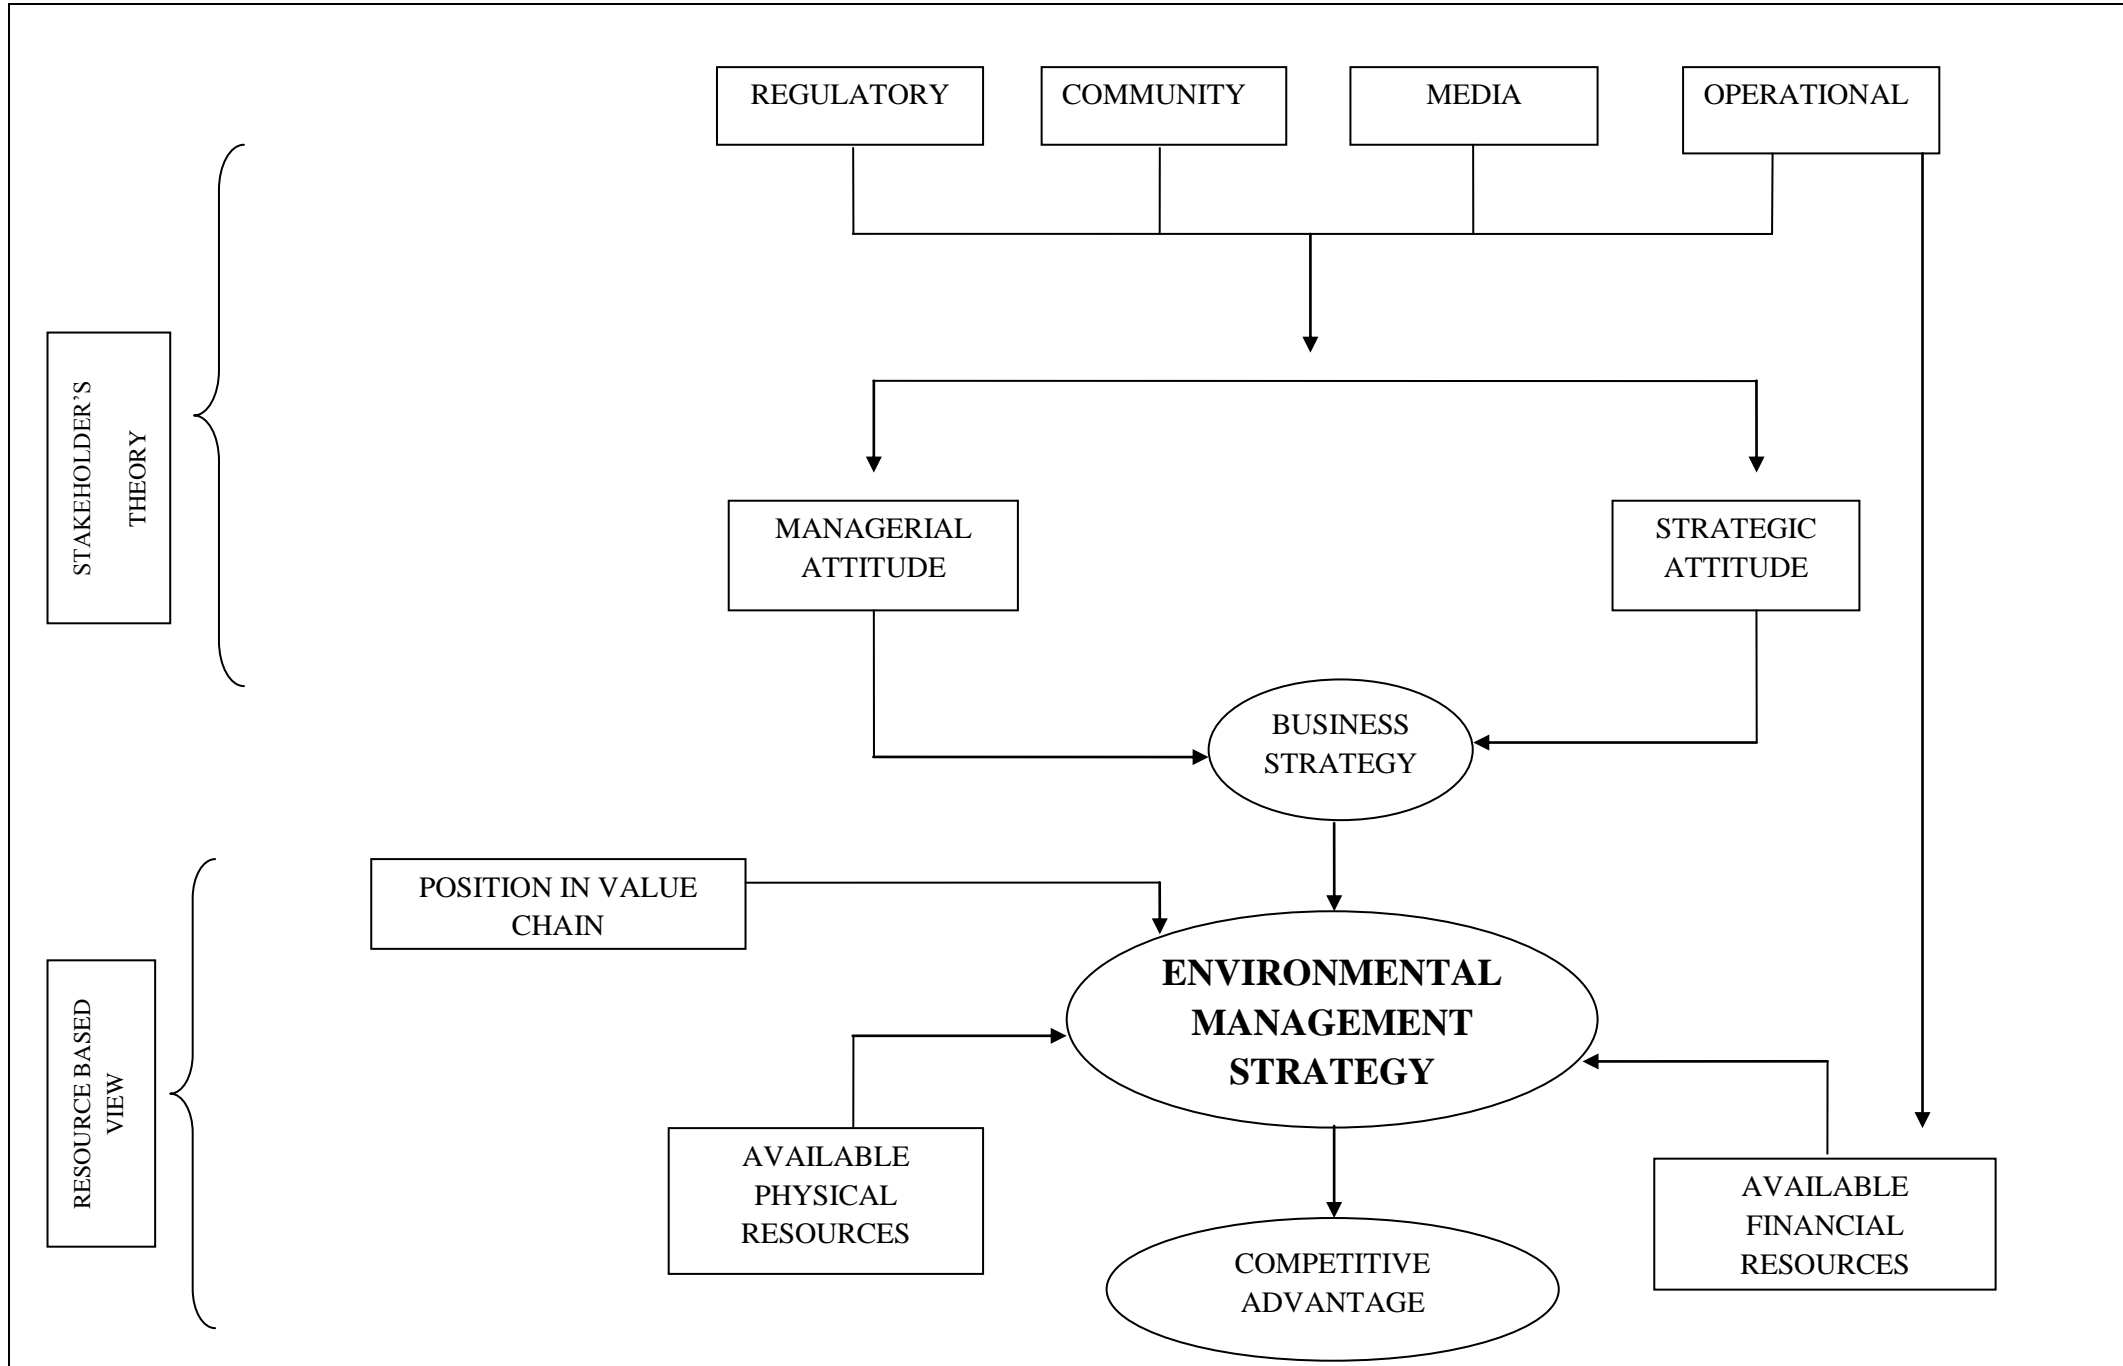 REGULATORY
COMMUNITY
MEDIA
OPERATIONAL
STAKEHOLDER’S
THEORY
MANAGERIAL
ATTITUDE
STRATEGIC
ATTITUDE
BUSINESS
STRATEGY
POSITION IN VALUE
CHAIN
RESOURCE BASED
VIEW
ENVIRONMENTAL
MANAGEMENT
STRATEGY
AVAILABLE
PHYSICAL
RESOURCES
AVAILABLE
FINANCIAL
RESOURCES
COMPETITIVE
ADVANTAGE